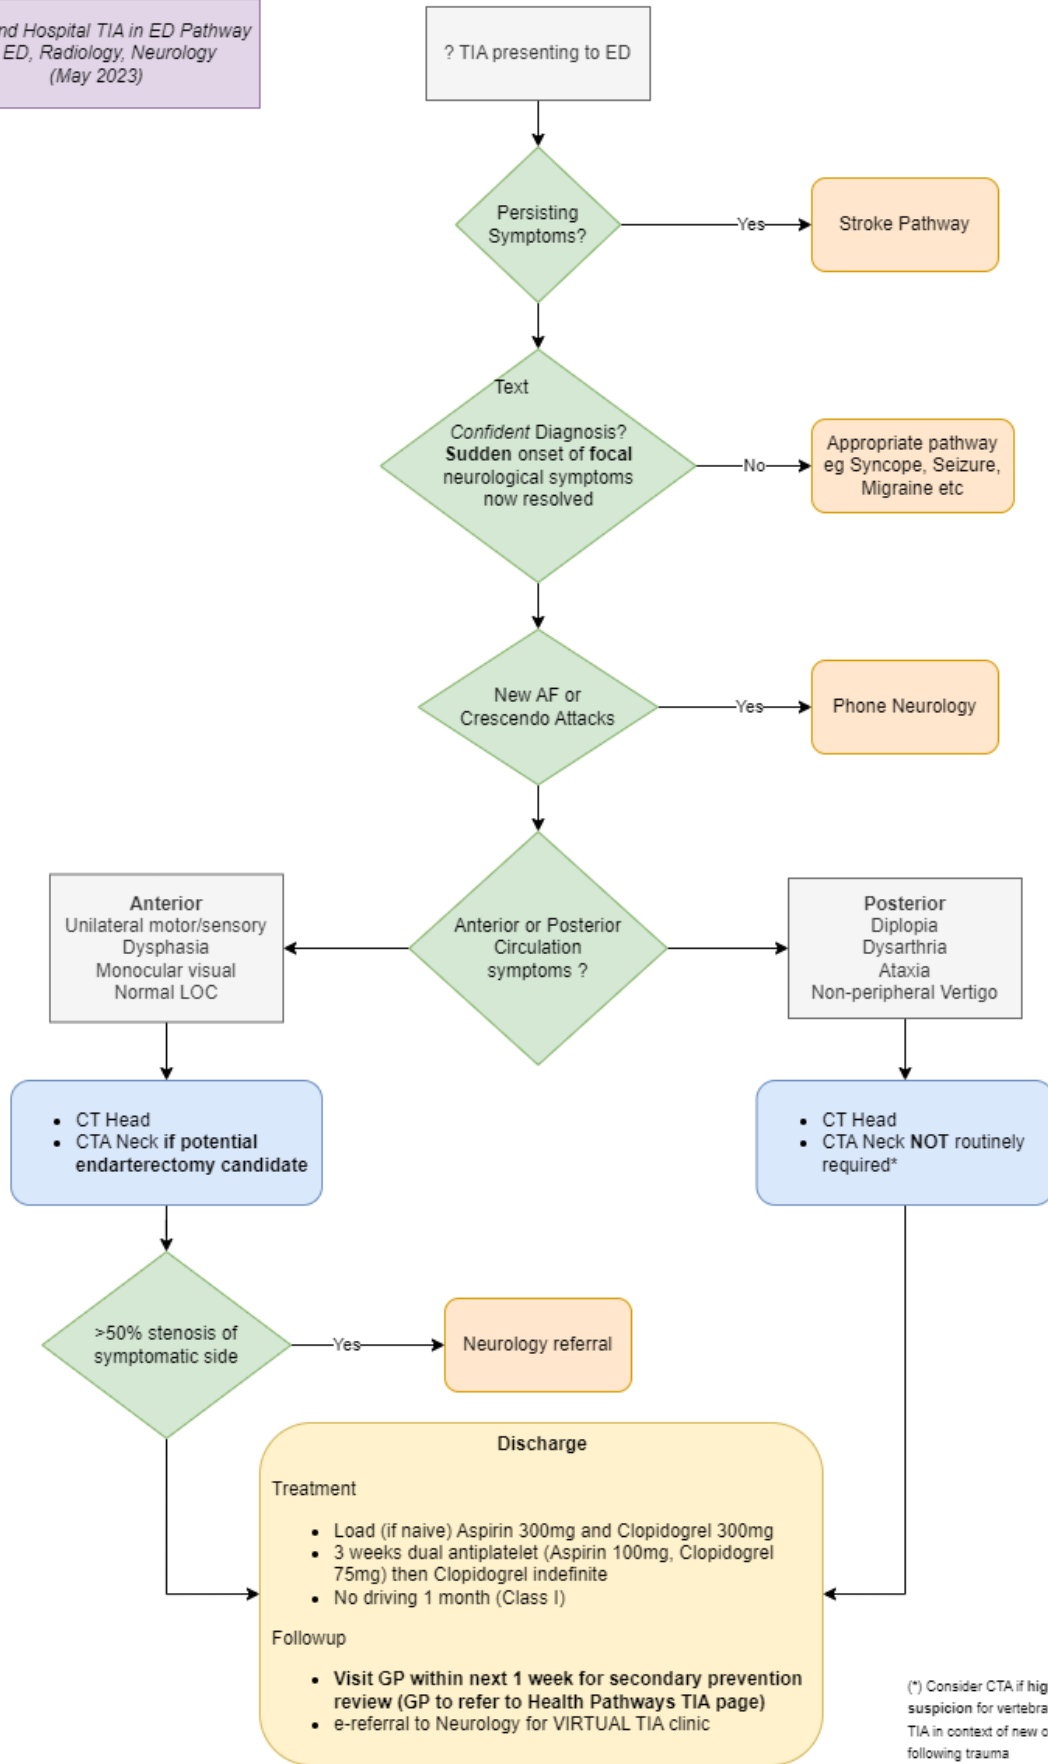 Hospital TIA in ED Pathway
ED, Radiology, Neurology
(May 2023)
? TIA presenting to ED
Persisting
Symptoms?
Yes
Stroke Pathway
Text
Confident Diagnosis?
Sudden onset of focal
neurological symptoms
now resolved
No
Appropriate pathway
eg Syncope, Seizure,
Migraine etc
New AF or
Crescendo Attacks
Yes
Phone Neurology
Anterior or Posterior
Circulation
symptoms ?
Anterior
Unilateral motor/sensory
Dysphasia
Monocular visual
Normal LOC
Posterior
Diplopia
Dysarthria
Ataxia
Non-peripheral Vertigo
• CT Head
• CTA Neck if potential
endarterectomy candidate
• CT Head
• CTA Neck NOT routinely
required*
>50% stenosis of
symptomatic side
Yes
Neurology referral
Discharge
Treatment
• Load (if naive) Aspirin 300mg and Clopidogrel 300mg
• 3 weeks dual antiplatelet (Aspirin 100mg, Clopidogrel
75mg) then Clopidogrel indefinite
• No driving 1 month (Class I)
Followup
• Visit GP within next 1 week for secondary prevention
review (GP to refer to Health Pathways TIA page)
• e-referral to Neurology for VIRTUAL TIA clinic
(*) Consider CTA if
suspicion for
TIA in context of new
following trauma